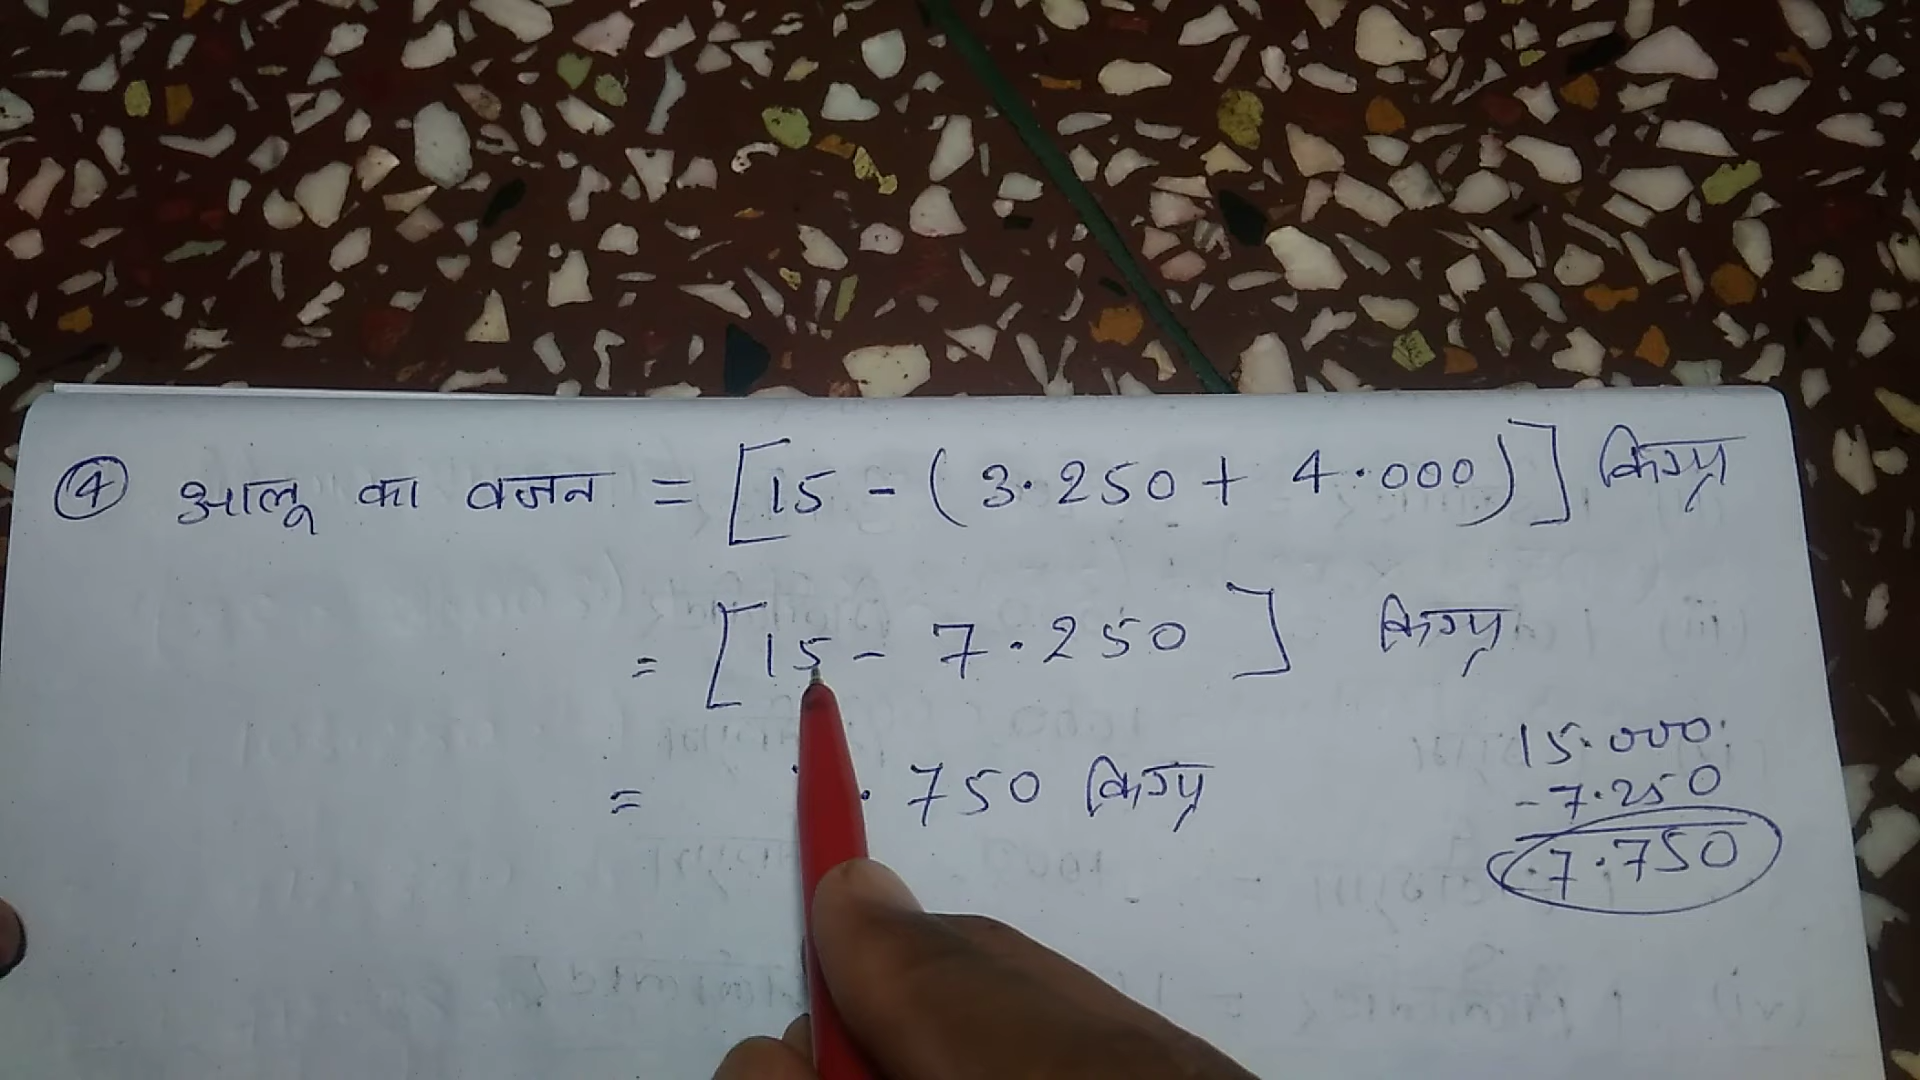 ④ आलू का वजन = [15 - (3.250 + 4.000)] किग्रा
= [15 - 7.250] किग्रा
= .750 किग्रा
15.000
- 7.250
7.750